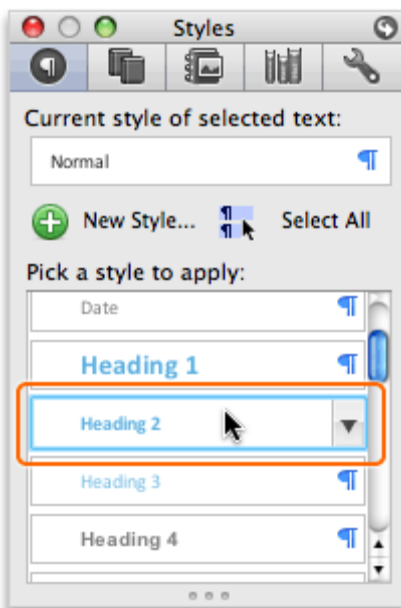 Styles
Current style of selected text:
Normal ¶
New Style... Select All
Pick a style to apply:
Date ¶
Heading 1 ¶
Heading 2
Heading 3 ¶
Heading 4 ¶